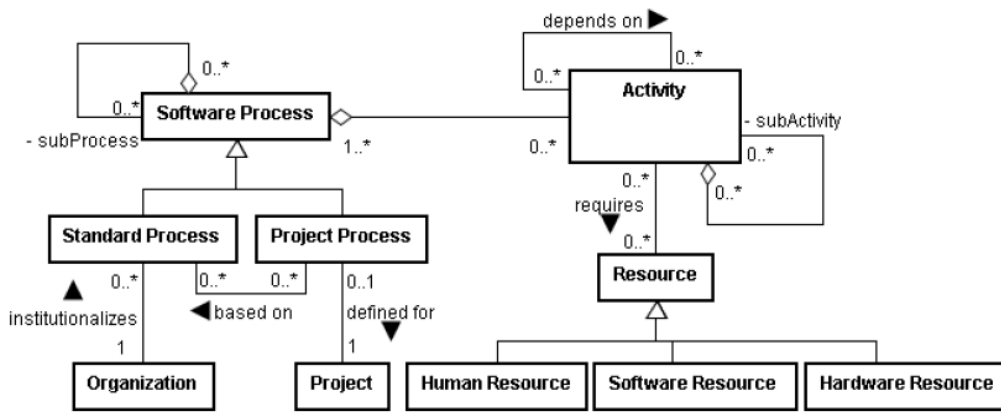 depends on
0..*
0..*
0..*
Activity
0..*
Software Process
- subProcess
1..*
0..*
- subActivity
0..*
0..*
0..*
requires
0..*
Standard Process
Project Process
Resource
0..*
0..*
0..*
0..1
institutionalizes
based on
defined for
1
1
Organization
Project
Human Resource
Software Resource
Hardware Resource